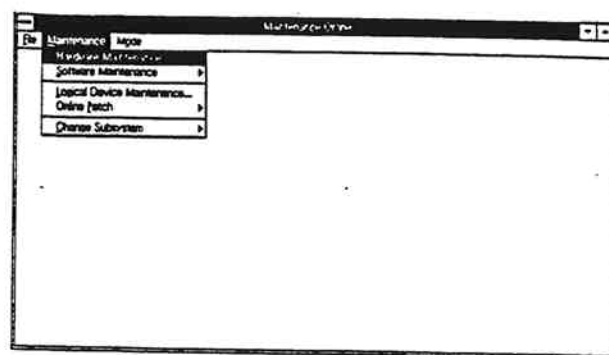 Maintenance Online
File Maintenance Mode
Hardware Maintenance
Software Maintenance
Logical Device Maintenance...
Online Patch
Change Subsystem